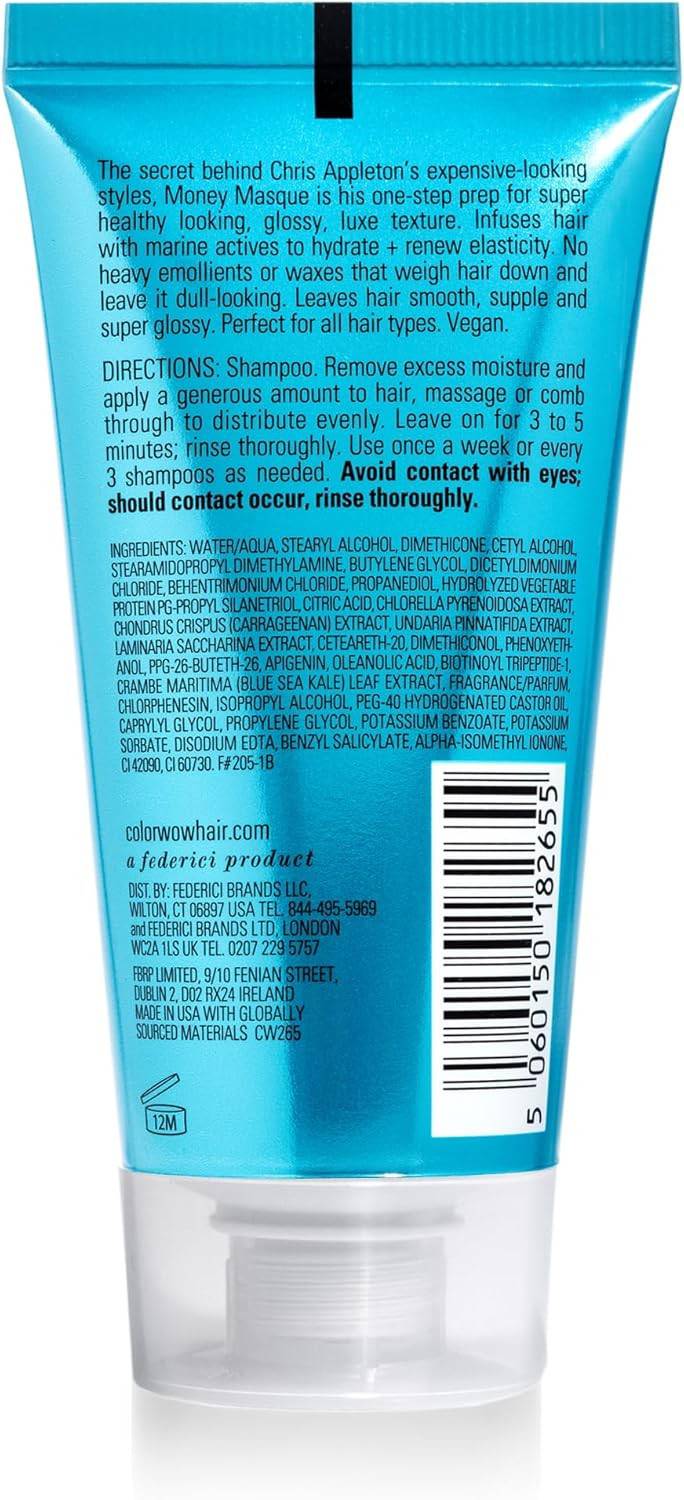 The secret behind Chris Appleton's expensive-looking
styles, Money Masque is his one-step prep for super
healthy looking, glossy, luxe texture. Infuses hair
with marine actives to hydrate + renew elasticity. No
heavy emollients or waxes that weigh hair down and
leave it dull-looking. Leaves hair smooth, supple and
super glossy. Perfect for all hair types. Vegan.
DIRECTIONS: Shampoo. Remove excess moisture and
apply a generous amount to hair, massage or comb
through to distribute evenly. Leave on for 3 to 5
minutes; rinse thoroughly. Use once a week or every
3 shampoos as needed. Avoid contact with eyes;
should contact occur, rinse thoroughly.
INGREDIENTS: WATER/AQUA, STEARYL ALCOHOL, DIMETHICONE, CETYL ALCOHOL,
STEARAMIDOPROPYL DIMETHYLAMINE, BUTYLENE GLYCOL, DICETYLDIMONIUM
CHLORIDE, BEHENTRIMONIUM CHLORIDE, PROPANEDIOL, HYDROLYZED VEGETABLE
PROTEIN PG-PROPYL SILANETRIOL, CITRIC ACID, CHLORELLA PYRENOIDOSA EXTRACT,
CHONDRUS CRISPUS (CARRAGEENAN) EXTRACT, UNDARIA PINNATIFIDA EXTRACT,
LAMINARIA SACCHARINA EXTRACT, CETEARETH-20, DIMETHICONOL, PHENOXYETH-
ANOL, PPG-26-BUTETH-26, APIGENIN, OLEANOLIC ACID, BIOTINOYL TRIPEPTIDE-1,
CRAMBE MARITIMA (BLUE SEA KALE) LEAF EXTRACT, FRAGRANCE/PARFUM,
CHLORPHENESIN, ISOPROPYL ALCOHOL, PEG-40 HYDROGENATED CASTOR OIL,
CAPRYLYL GLYCOL, PROPYLENE GLYCOL, POTASSIUM BENZOATE, POTASSIUM
SORBATE, DISODIUM EDTA, BENZYL SALICYLATE, ALPHA-ISOMETHYL IONONE,
CI 42090, CI 60730. F#205-1B
colorwowhair.com
a federici product
DIST. BY: FEDERICI BRANDS LLC,
WILTON, CT 06897 USA TEL. 844-495-5969
and FEDERICI BRANDS LTD, LONDON
WC2A 1LS UK TEL. 0207 229 5757
FBRP LIMITED, 9/10 FENIAN STREET,
DUBLIN 2, D02 RX24 IRELAND
MADE IN USA WITH GLOBALLY
SOURCED MATERIALS CW265
12M
5 060150 182655